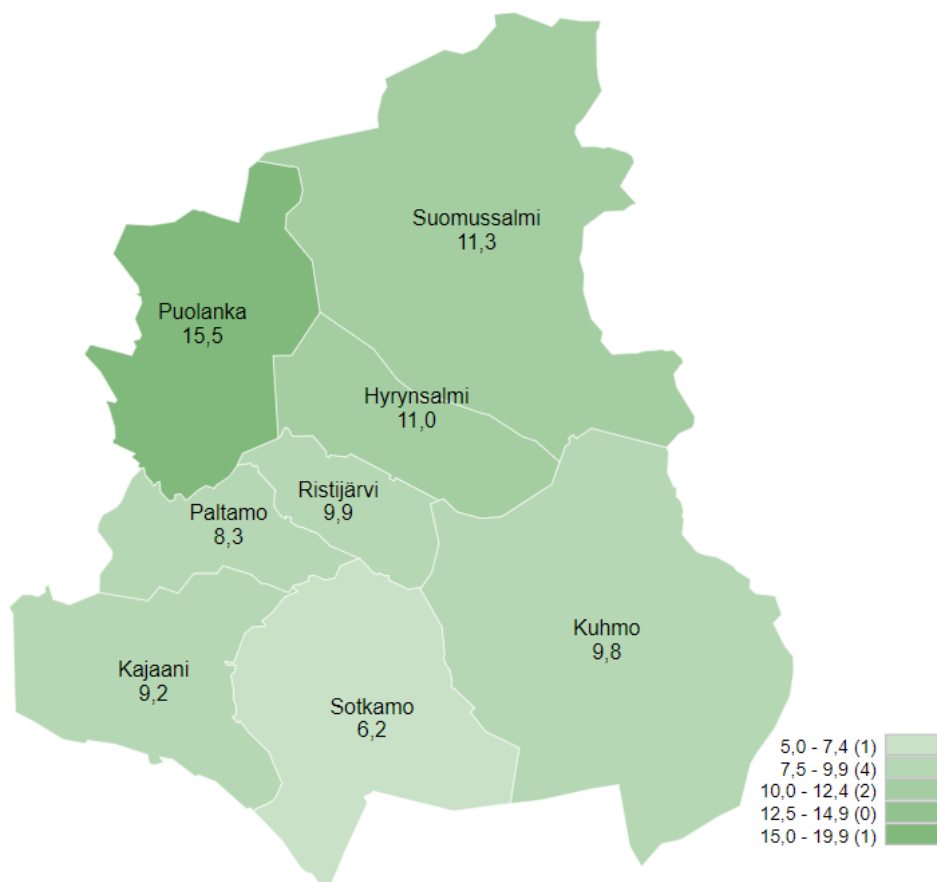 Suomussalmi
11,3
Puolanka
15,5
Hyrynsalmi
11,0
Ristijärvi
9,9
Paltamo
8,3
Kuhmo
9,8
Kajaani
9,2
Sotkamo
6,2
5,0 - 7,4 (1)
7,5 - 9,9 (4)
10,0 - 12,4 (2)
12,5 - 14,9 (0)
15,0 - 19,9 (1)